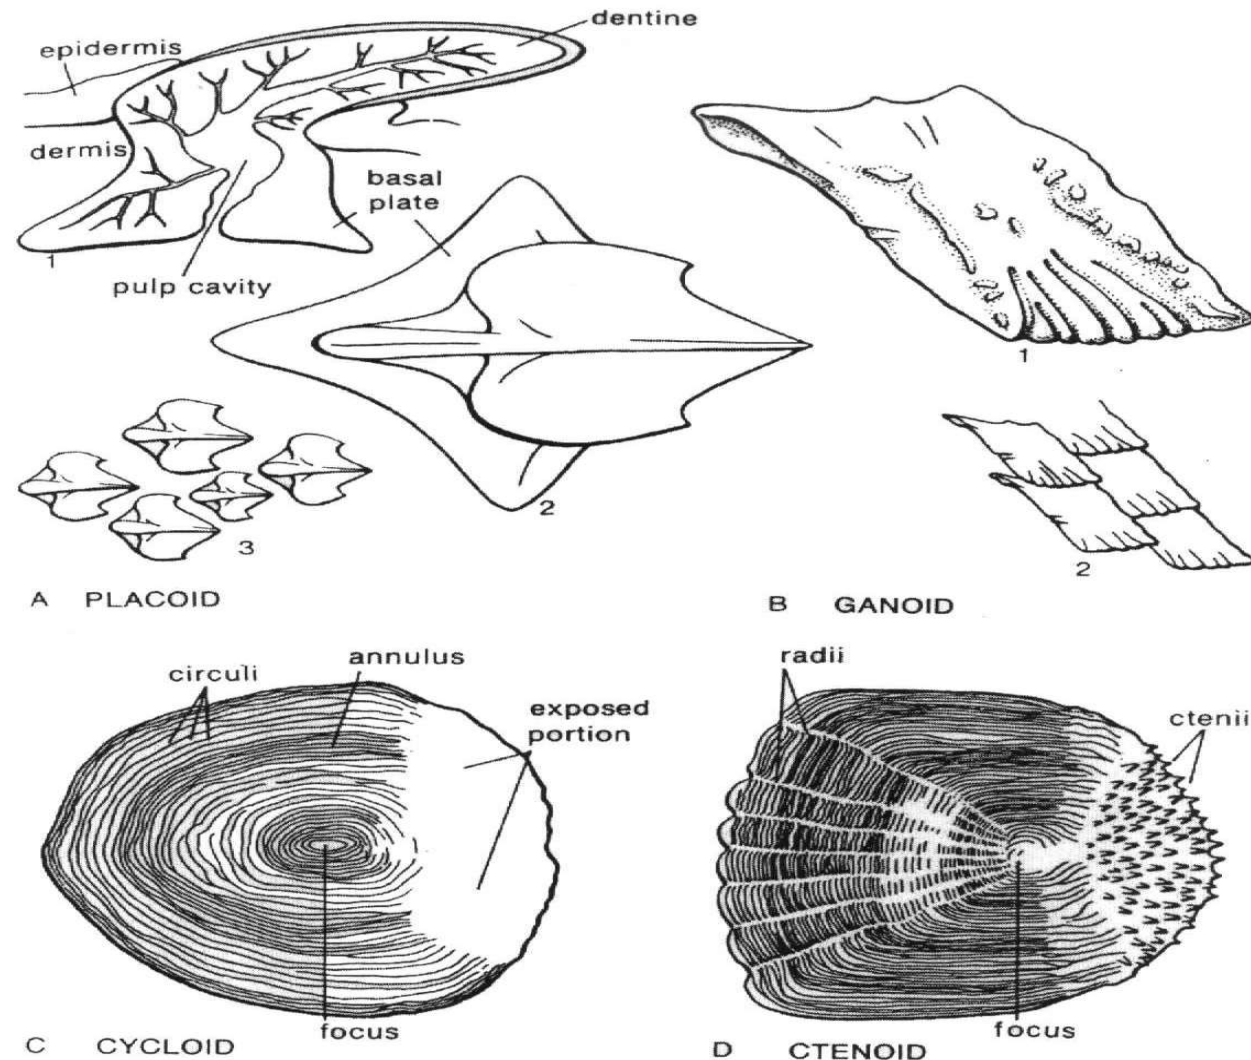 dentine
epidermis
dermis
basal
plate
1
pulp cavity
2
3
A PLACOID
1
2
B GANOID
circuli
annulus
exposed
portion
focus
C CYCLOID
radii
ctenii
focus
D CTENOID